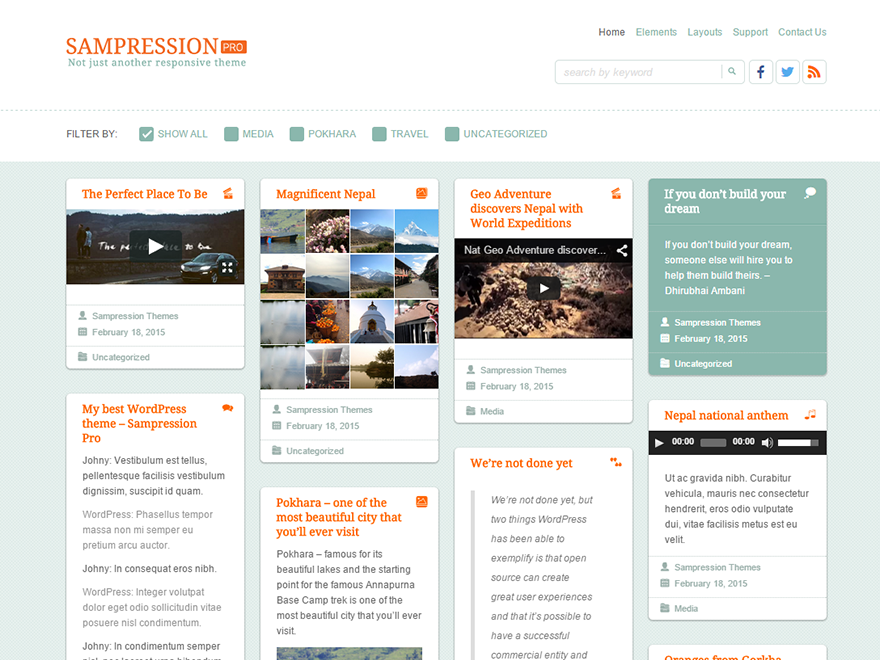 SAMPRESSION PRO
Not just another responsive theme
Home Elements Layouts Support Contact Us
search by keyword
FILTER BY: SHOW ALL MEDIA POKHARA TRAVEL UNCATEGORIZED
The Perfect Place To Be
The perfect place to be
Sampression Themes
February 18, 2015
Uncategorized
My best WordPress
theme – Sampression
Pro
Johny: Vestibulum est tellus,
pellentesque facilisis vestibulum
dignissim, suscipit id quam.
WordPress: Phasellus tempor
massa non mi semper eu
pretium arcu auctor.
Johny: In consequat eros nibh.
WordPress: Integer volutpat
dolor eget odio sollicitudin vitae
posuere nisl condimentum.
Johny: In condimentum semper
Magnificent Nepal
Sampression Themes
February 18, 2015
Uncategorized
Pokhara – one of the
most beautiful city that
you'll ever visit
Pokhara – famous for its
beautiful lakes and the starting
point for the famous Annapurna
Base Camp trek is one of the
most beautiful city that you'll ever
visit.
Geo Adventure
discovers Nepal with
World Expeditions
Nat Geo Adventure discover...
Sampression Themes
February 18, 2015
Media
We're not done yet
We're not done yet, but
two things WordPress
has been able to
exemplify is that open
source can create
great user experiences
and that it's possible to
have a successful
commercial entity and
If you don't build your
dream
If you don't build your dream,
someone else will hire you to
help them build theirs. –
Dhirubhai Ambani
Sampression Themes
February 18, 2015
Uncategorized
Nepal national anthem
00:00 00:00
Ut ac gravida nibh. Curabitur
vehicula, mauris nec consectetur
hendrerit, eros odio vulputate
dui, vitae facilisis metus est eu
velit.
Sampression Themes
February 18, 2015
Media
Oranges from Gorkha